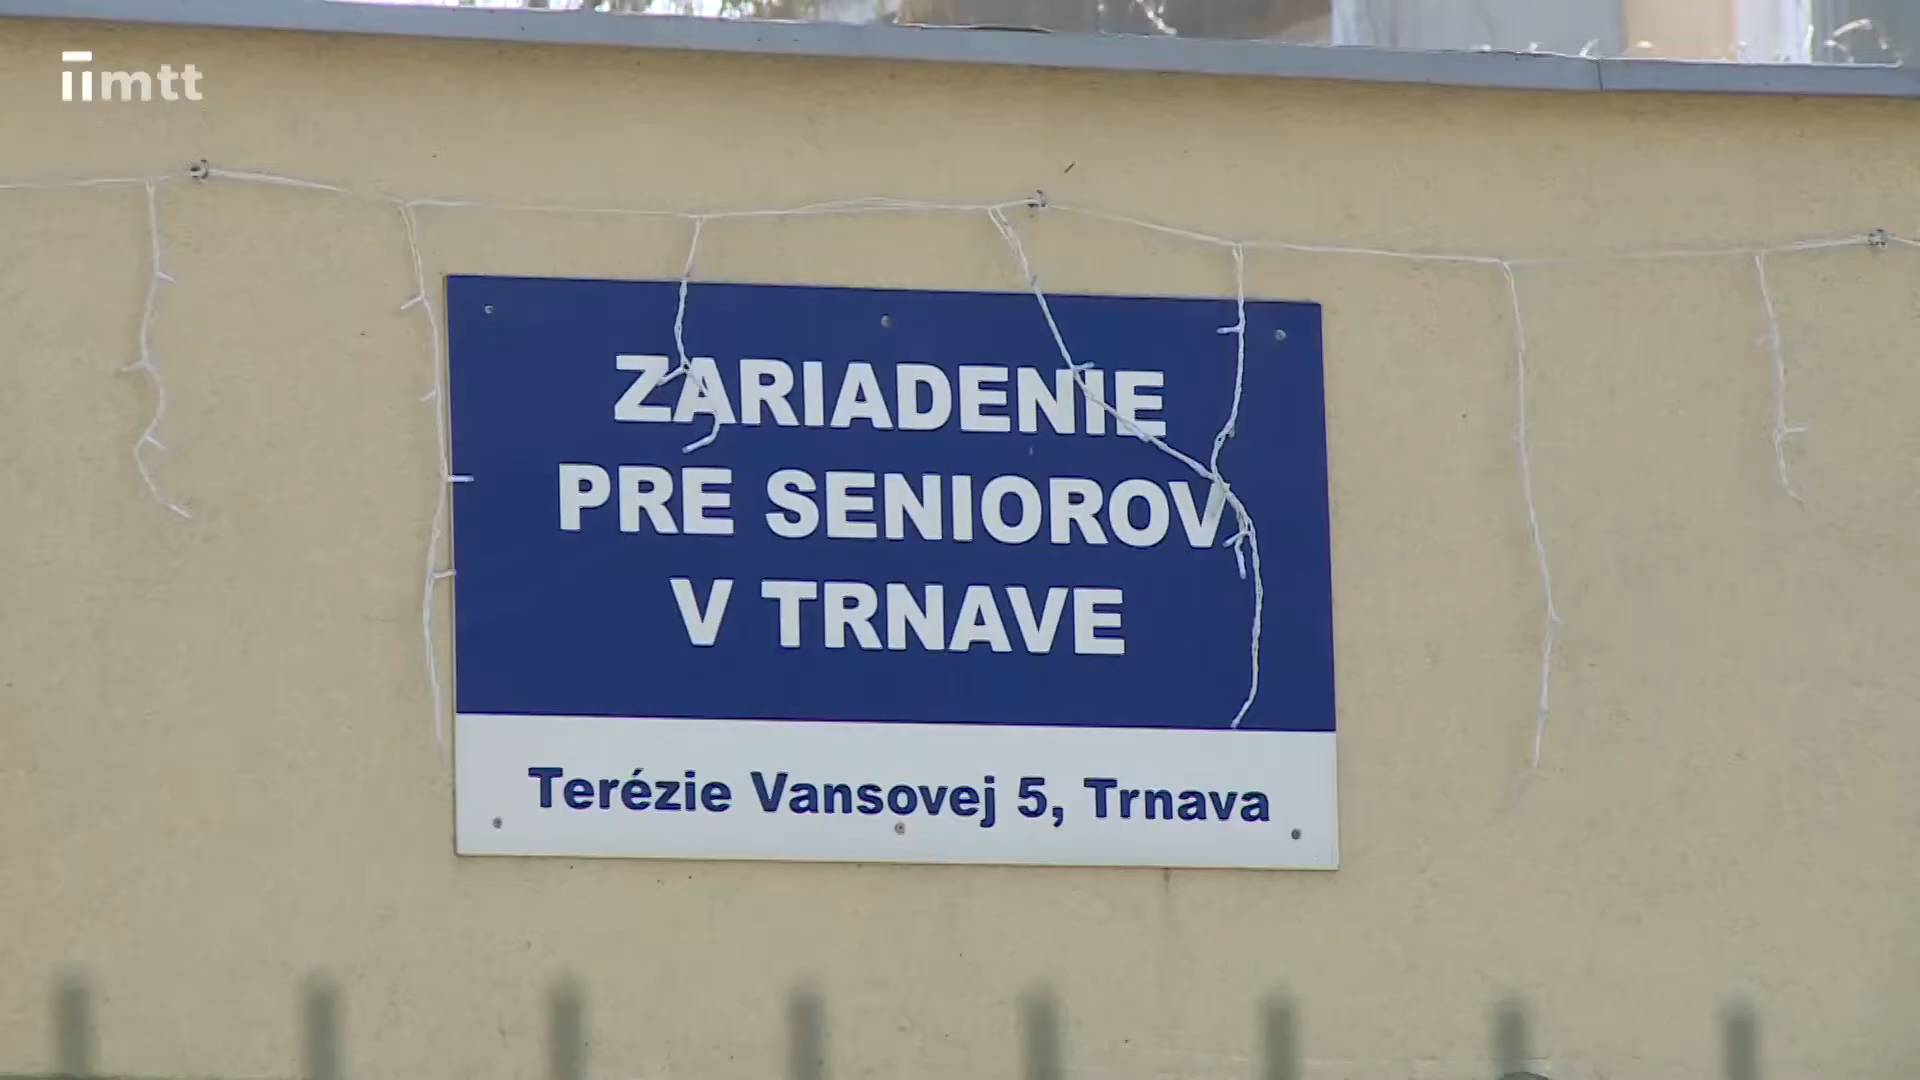 mtt
ZARIADENIE
PRE SENIOROV
V TRNAVE
Terézie Vansovej 5, Trnava